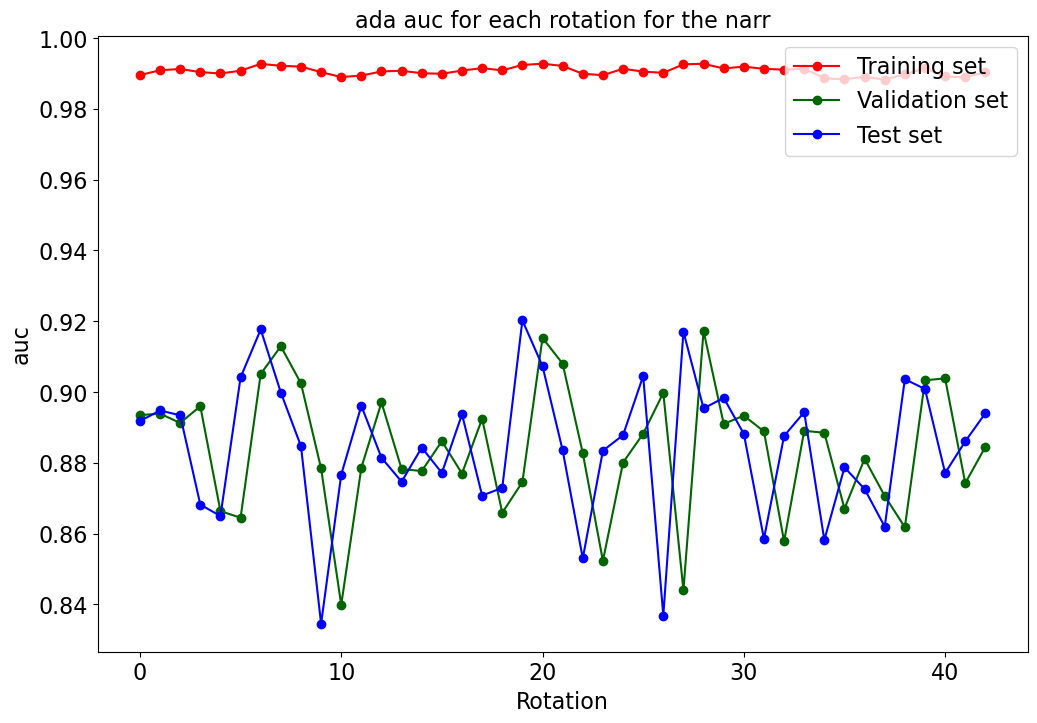 ada auc for each rotation for the narr
1.00
0.98
0.96
0.94
0.92
0.90
0.88
0.86
0.84
auc
Training set
Validation set
Test set
0 10 20 30 40
Rotation